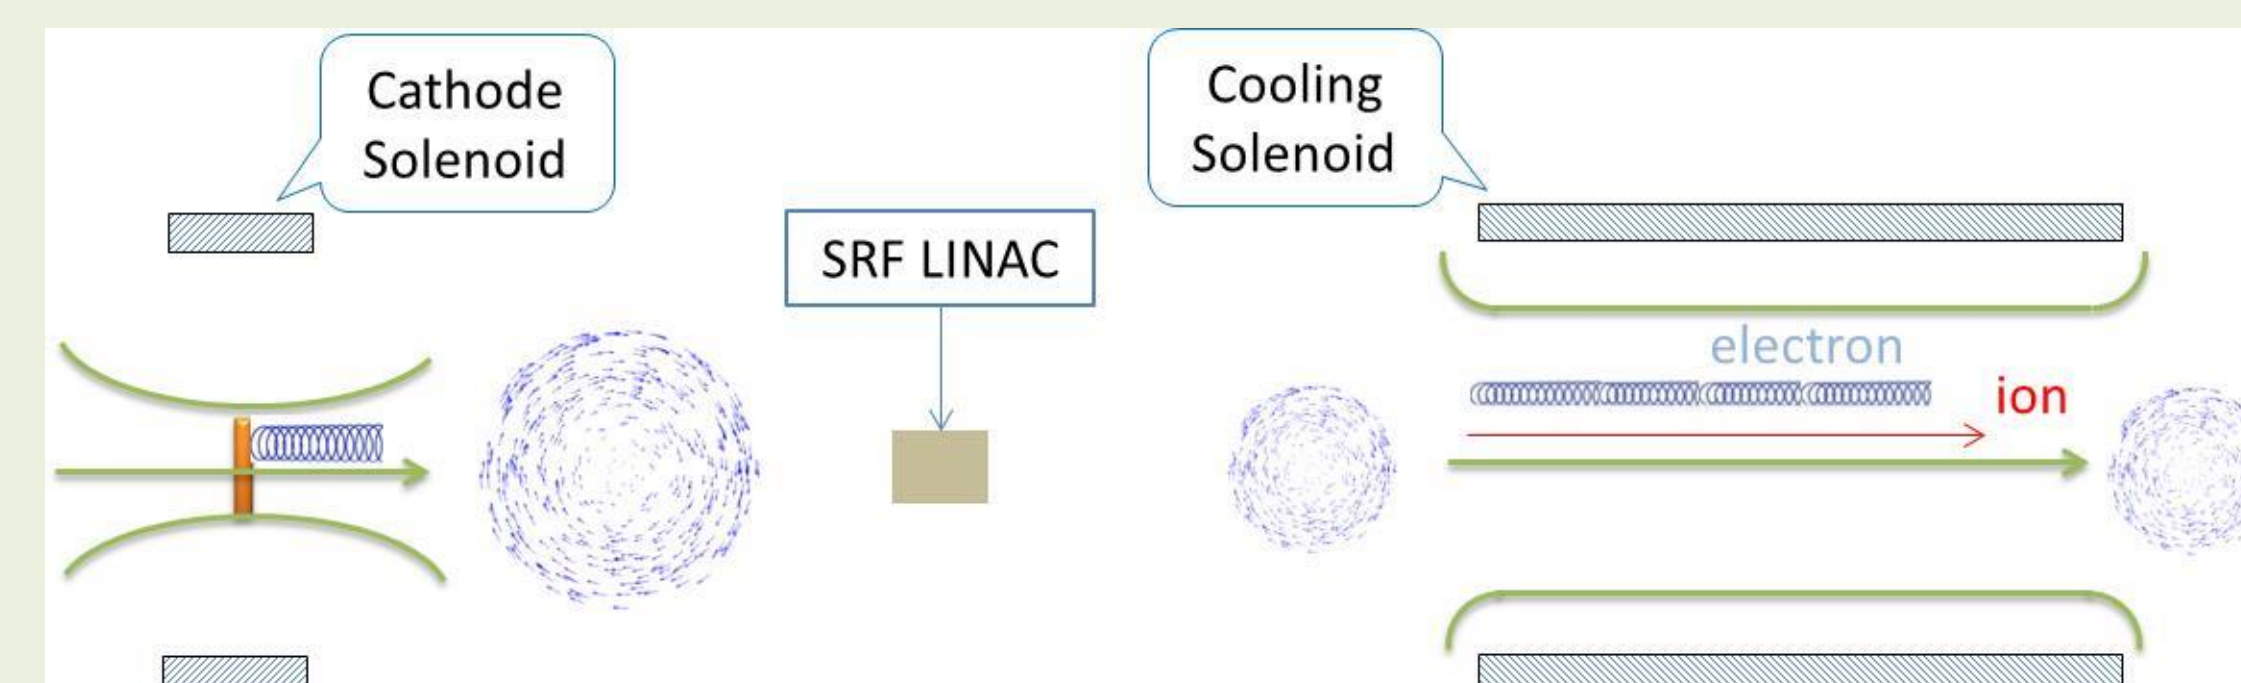 Cathode
Solenoid
Cooling
Solenoid
SRF LINAC
electron
ion